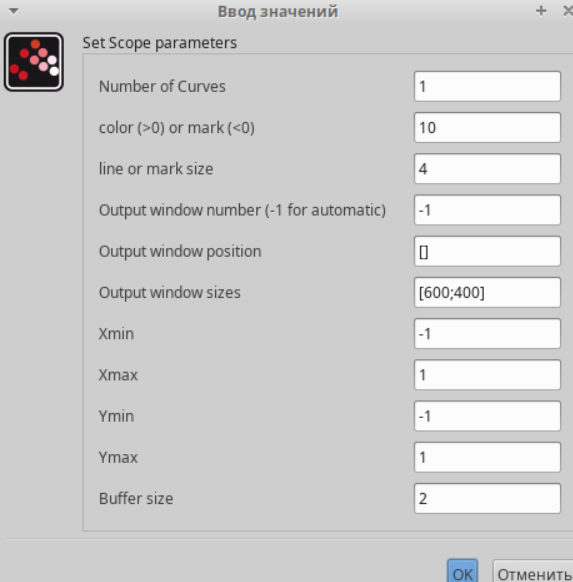 Ввод значений
Set Scope parameters
Number of Curves 1
color (>0) or mark (<0) 10
line or mark size 4
Output window number (-1 for automatic) -1
Output window position []
Output window sizes [600;400]
Xmin -1
Xmax 1
Ymin -1
Ymax 1
Buffer size 2
OK Отменить